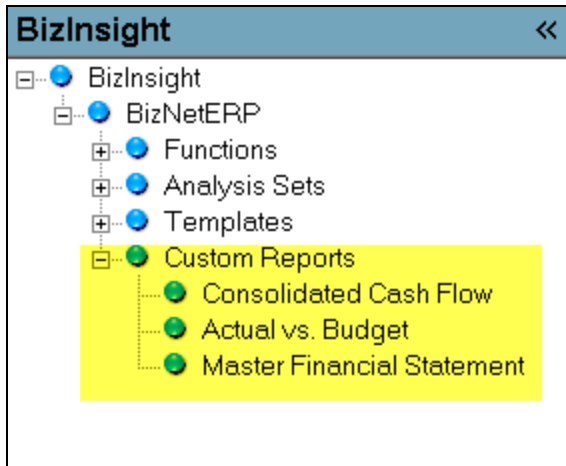 BizInsight «
BizInsight
BizNetERP
Functions
Analysis Sets
Templates
Custom Reports
Consolidated Cash Flow
Actual vs. Budget
Master Financial Statement